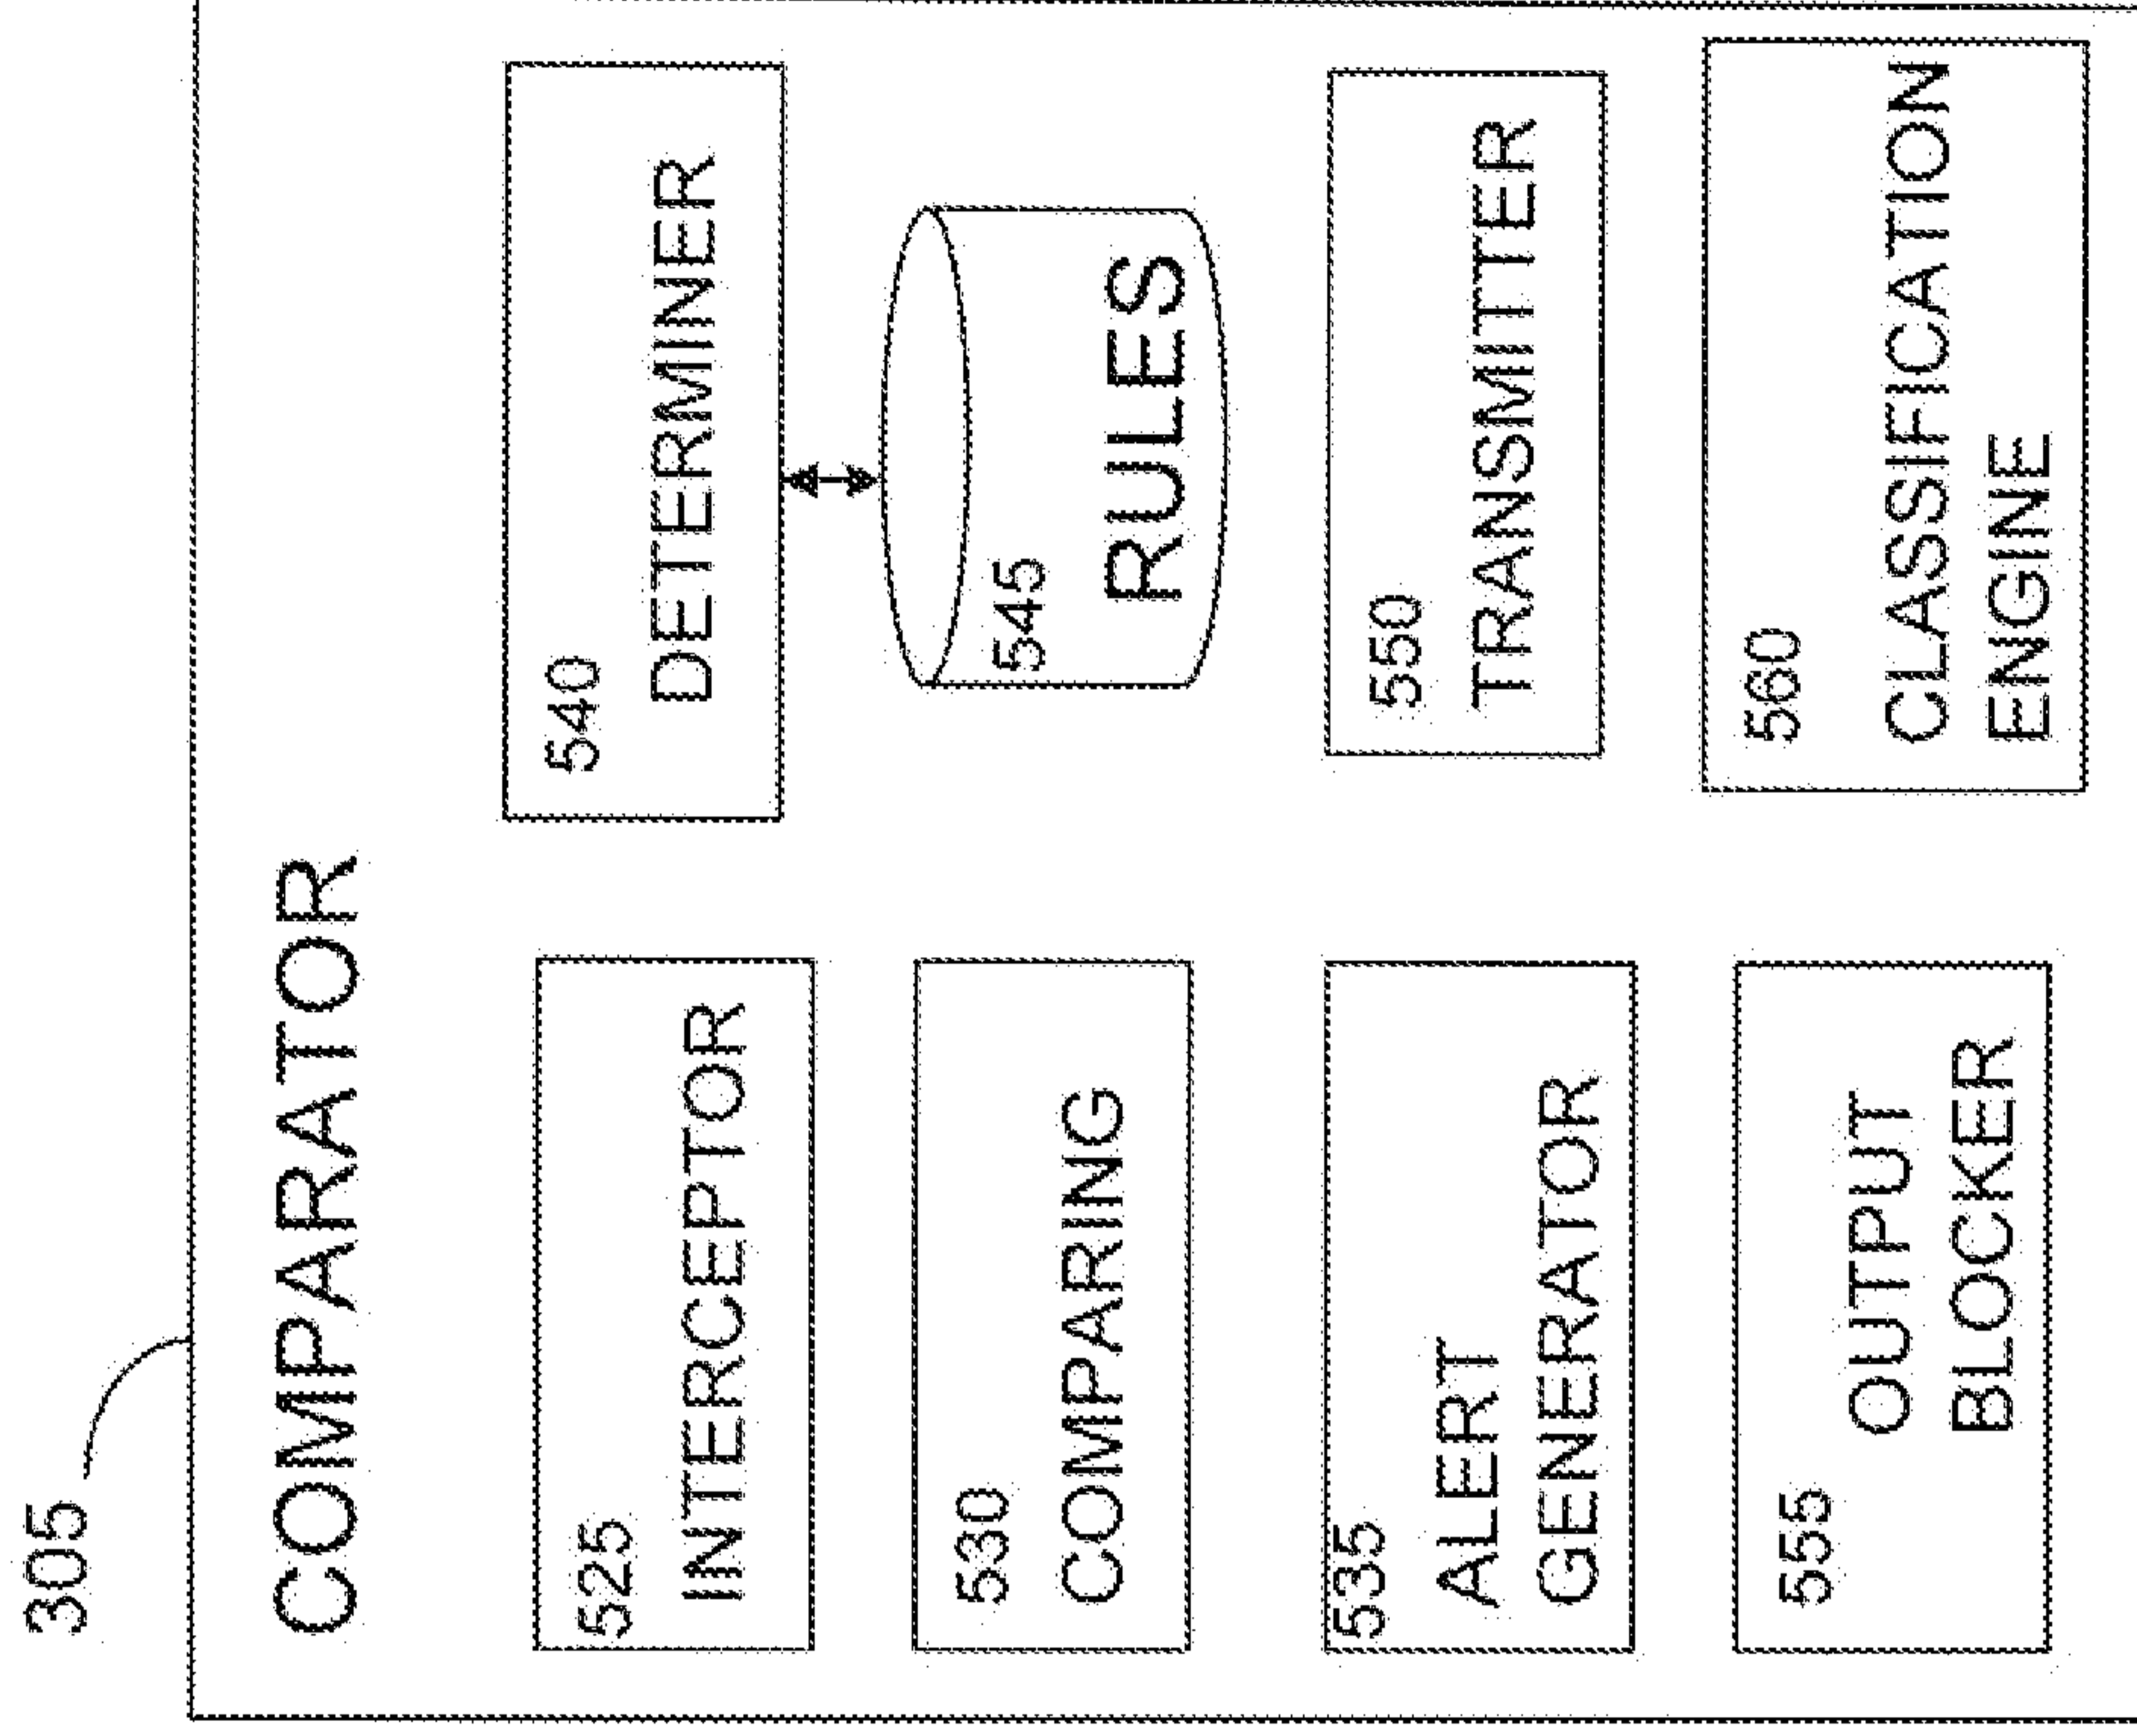 305
COMPARATOR
525
INTERCEPTOR
530
COMPARING
535
ALERT
GENERATOR
555
OUTPUT
BLOCKER
540
DETERMINER
545
RULES
550
TRANSMITTER
560
CLASSIFICATION
ENGINE